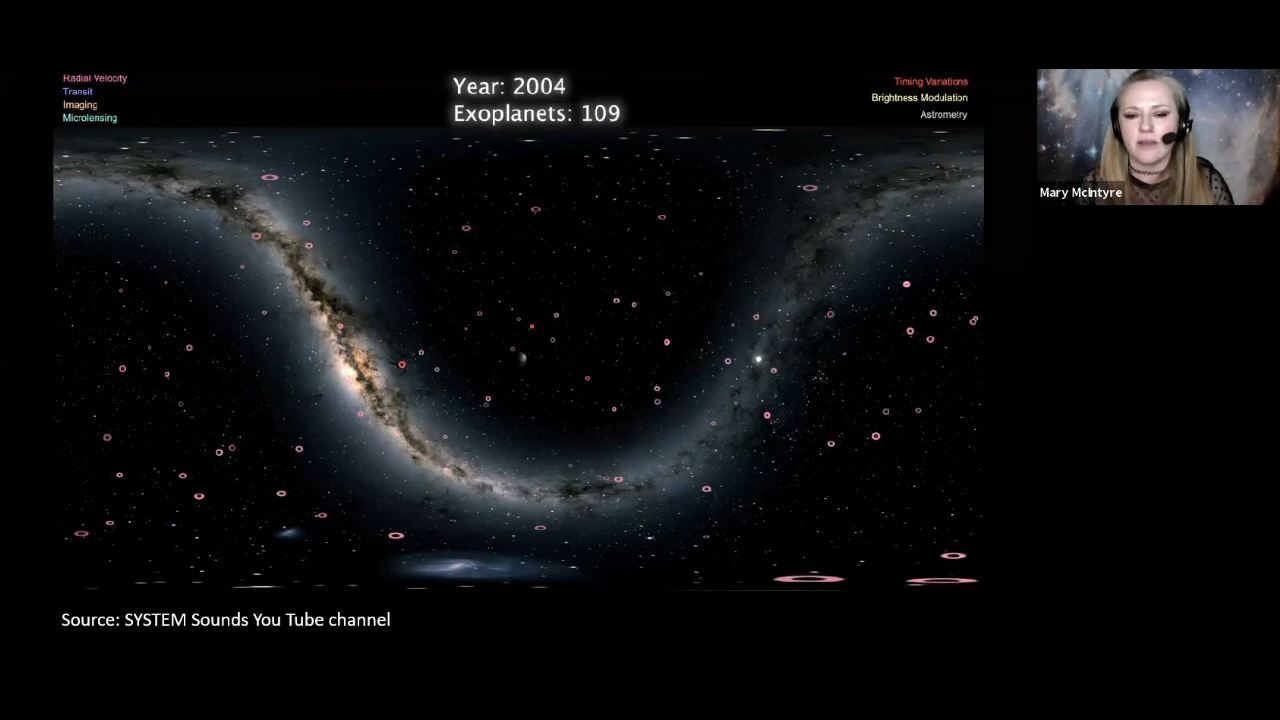 Radial Velocity
Transit
Imaging
Microlensing
Year: 2004
Exoplanets: 109
Timing Variations
Brightness Modulation
Astrometry
Mary McIntyre
Source: SYSTEM Sounds You Tube channel